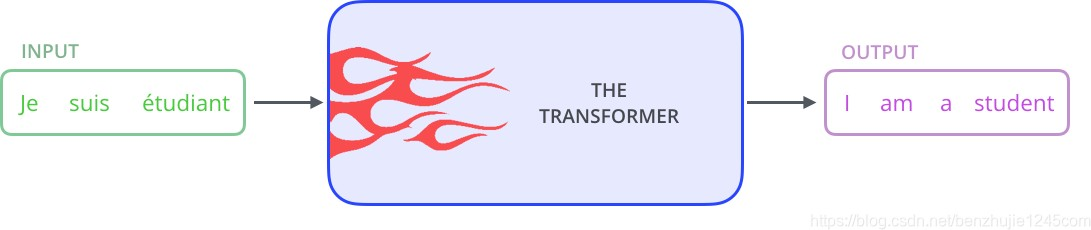 INPUT
Je suis étudiant
THE
TRANSFORMER
OUTPUT
I am a student
https://blog.csdn.net/benzhujie1245com